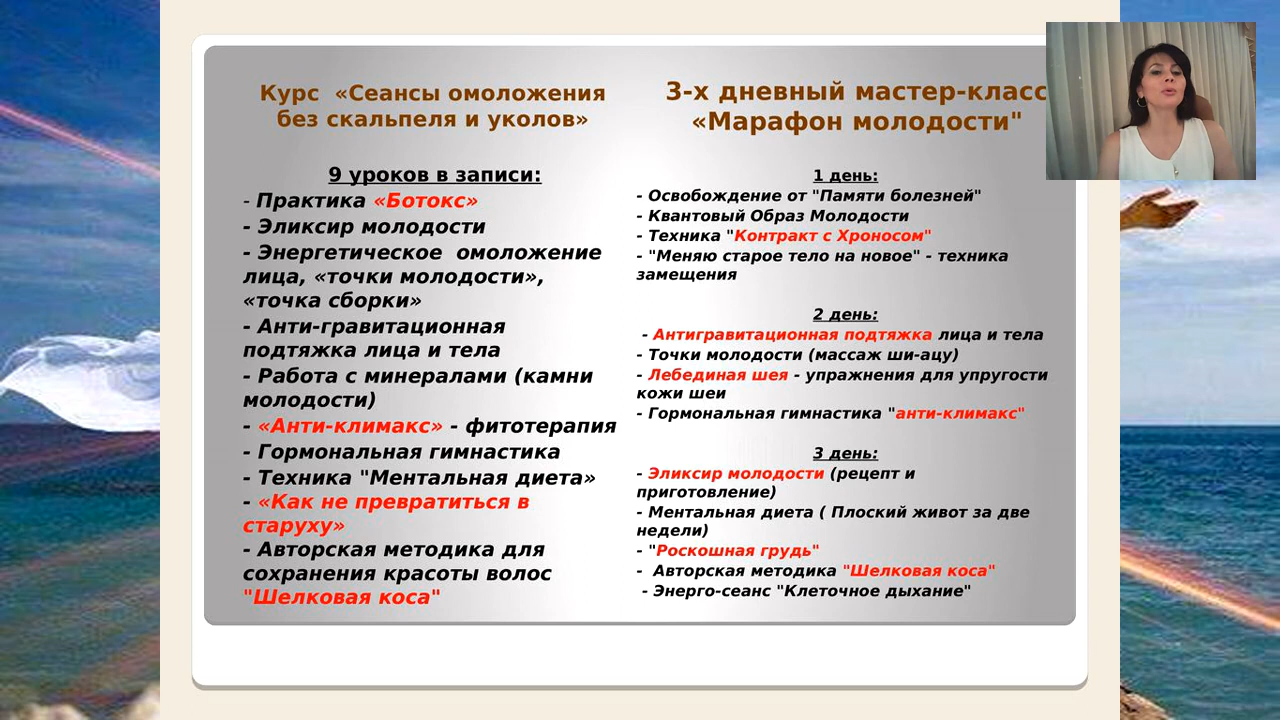 Курс «Сеансы омоложения
без скальпеля и уколов»
9 уроков в записи:
- Практика «Ботокс»
- Эликсир молодости
- Энергетическое омоложение
лица, «точки молодости»,
«точка сборки»
- Анти-гравитационная
подтяжка лица и тела
- Работа с минералами (камни
молодости)
- «Анти-климакс» - фитотерапия
- Гормональная гимнастика
- Техника "Ментальная диета»
- «Как не превратиться в
старуху»
- Авторская методика для
сохранения красоты волос
"Шелковая коса"
3-х дневный мастер-класс
«Марафон молодости"
1 день:
- Освобождение от "Памяти болезней"
- Квантовый Образ Молодости
- Техника "Контракт с Хроносом"
- "Меняю старое тело на новое" - техника
замещения
2 день:
- Антигравитационная подтяжка лица и тела
- Точки молодости (массаж ши-ацу)
- Лебединая шея - упражнения для упругости
кожи шеи
- Гормональная гимнастика "анти-климакс"
3 день:
- Эликсир молодости (рецепт и
приготовление)
- Ментальная диета ( Плоский живот за две
недели)
- "Роскошная грудь"
- Авторская методика "Шелковая коса"
- Энерго-сеанс "Клеточное дыхание"